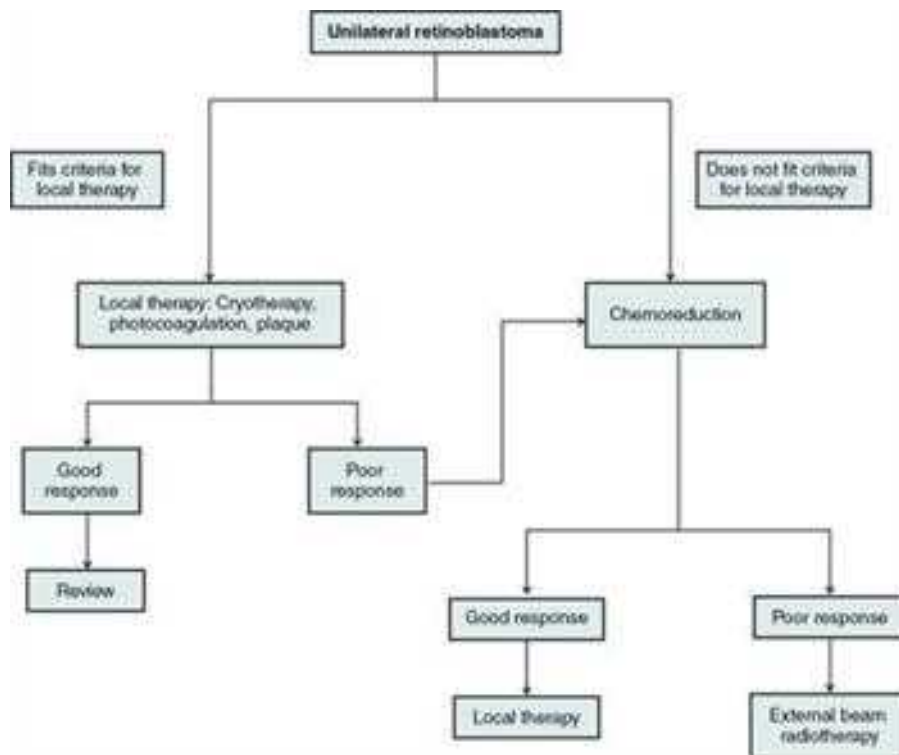 Unilateral retinoblastoma
Fits criteria for
local therapy
Does not fit criteria
for local therapy
Local therapy: Cryotherapy,
photocoagulation, plaque
Chemoreduction
Good
response
Poor
response
Review
Good response
Poor response
Local therapy
External beam
radiotherapy